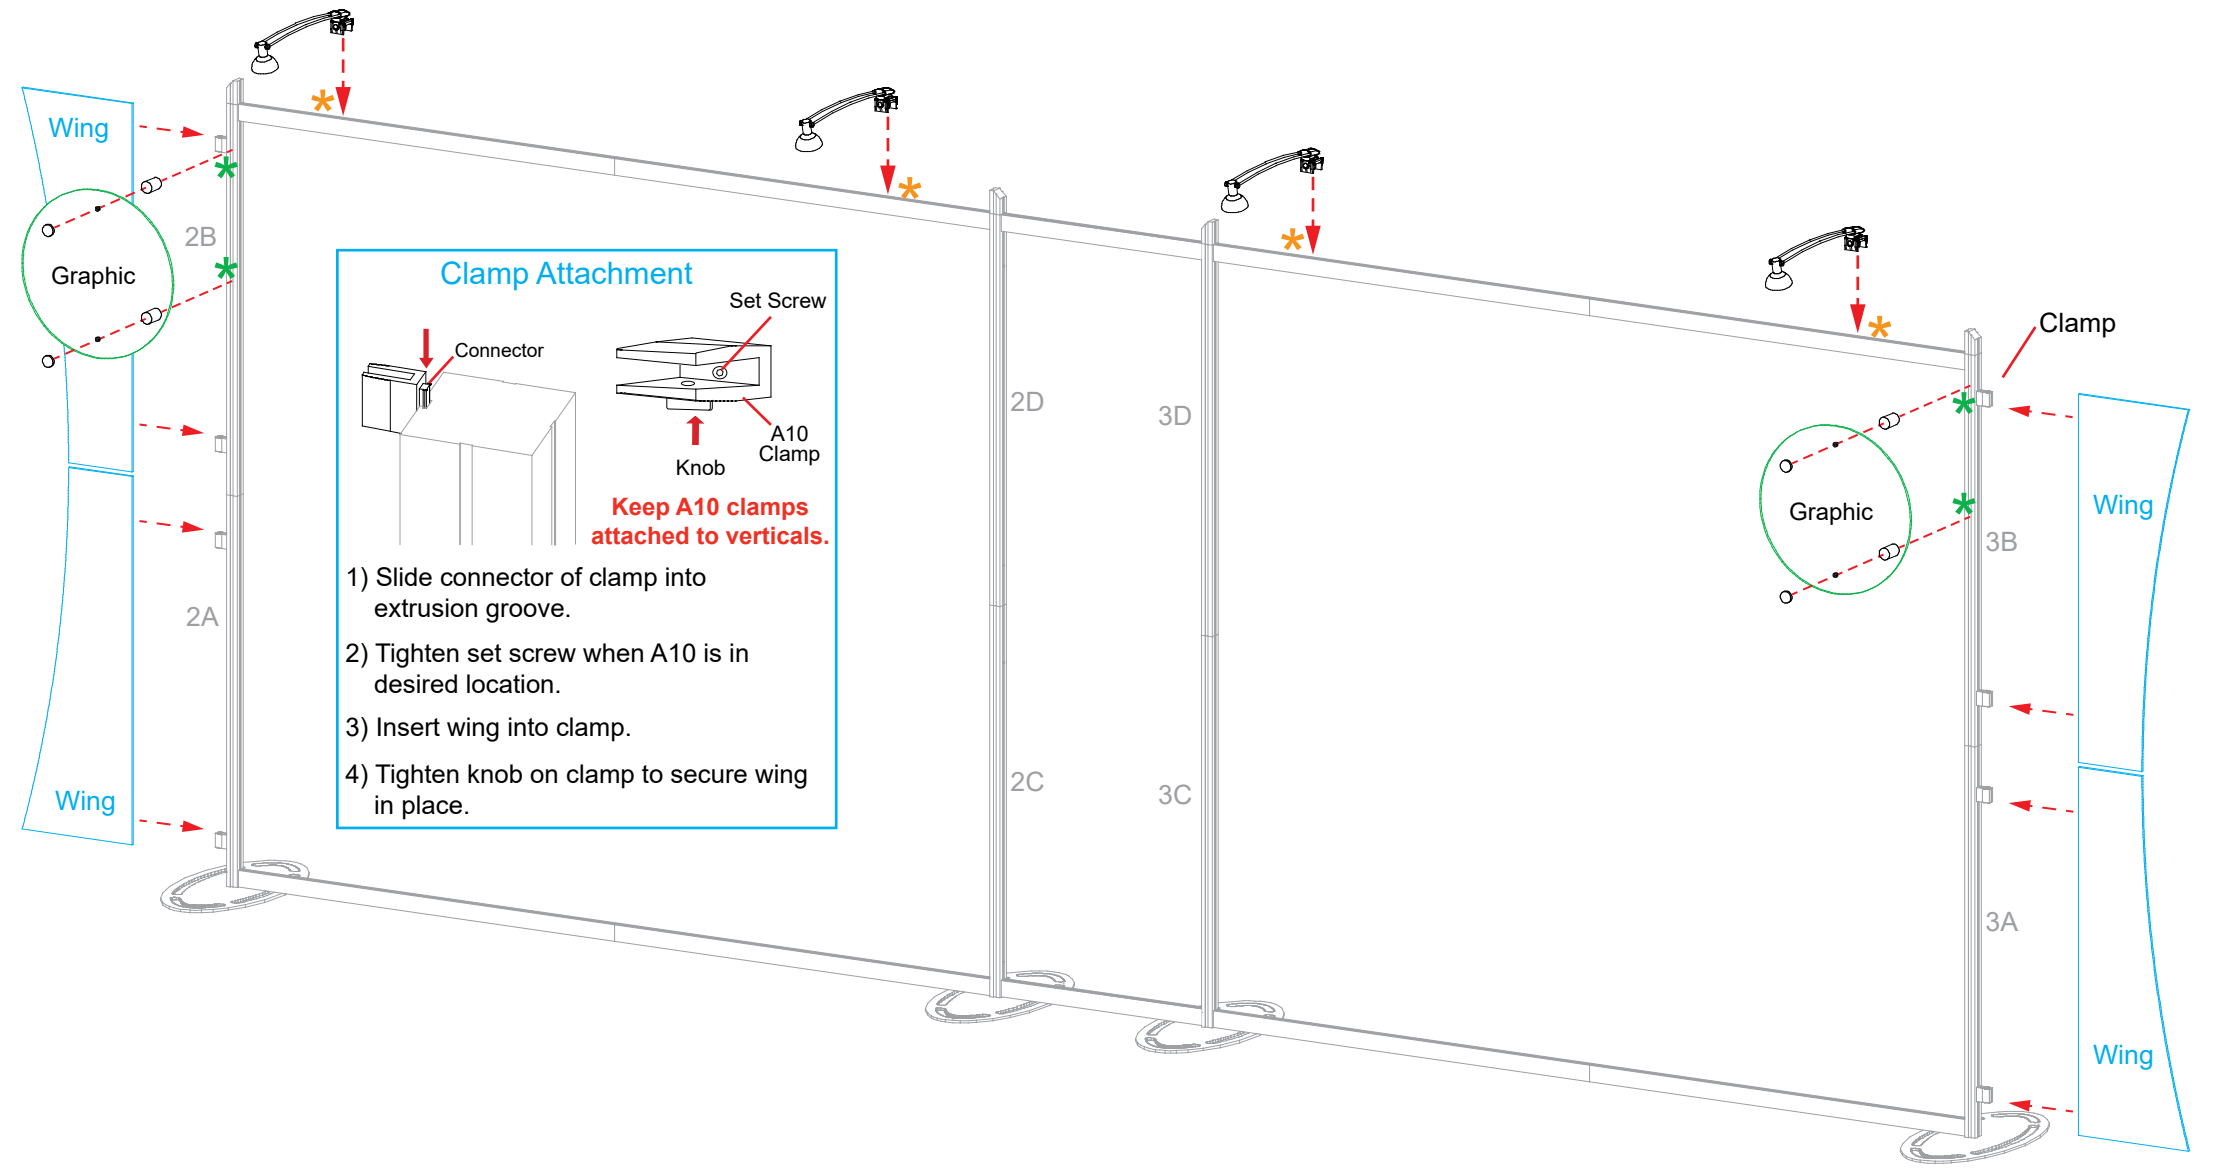 *
*
*
*
Wing
*
2B
*
Graphic
2A
Wing
Clamp Attachment
Set Screw
Connector
A10
Clamp
Knob
Keep A10 clamps
attached to verticals.
1) Slide connector of clamp into
extrusion groove.
2) Tighten set screw when A10 is in
desired location.
3) Insert wing into clamp.
4) Tighten knob on clamp to secure wing
in place.
2D
3D
2C
3C
Clamp
*
*
Graphic
Wing
3B
3A
Wing